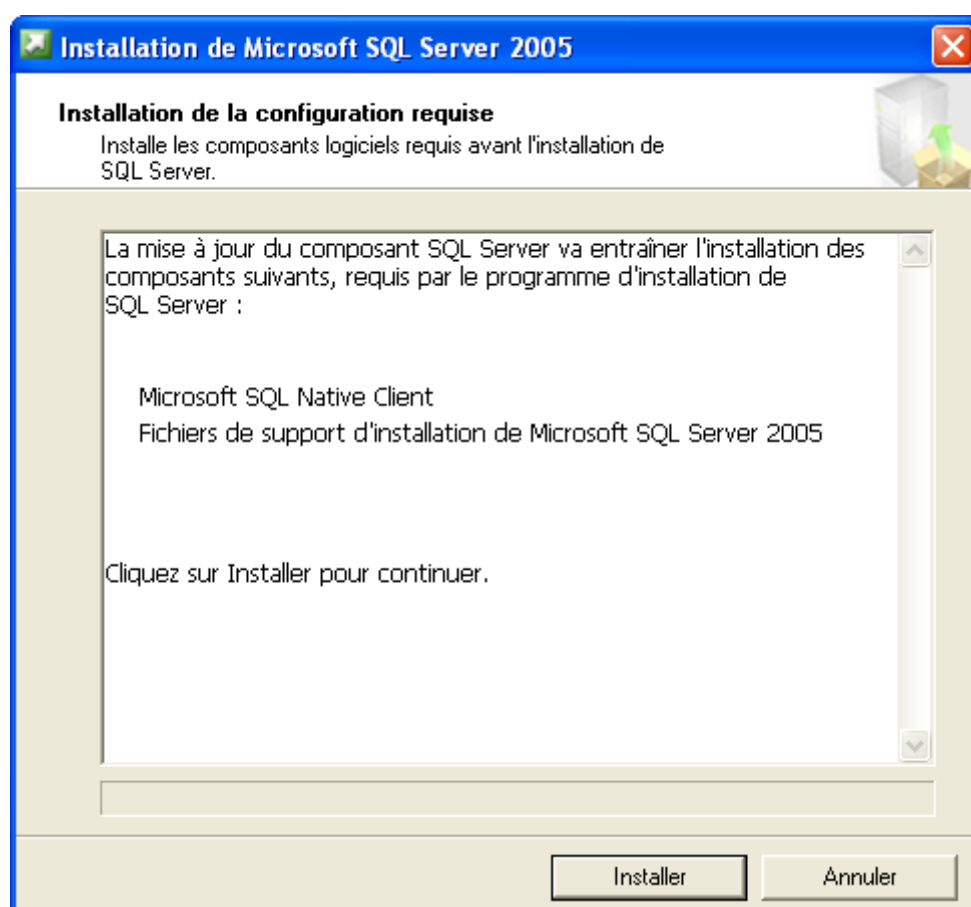 Installation de Microsoft SQL Server 2005
Installation de la configuration requise
Installe les composants logiciels requis avant l'installation de
SQL Server.
La mise à jour du composant SQL Server va entraîner l'installation des
composants suivants, requis par le programme d'installation de
SQL Server :
Microsoft SQL Native Client
Fichiers de support d'installation de Microsoft SQL Server 2005
Cliquez sur Installer pour continuer.
Installer
Annuler